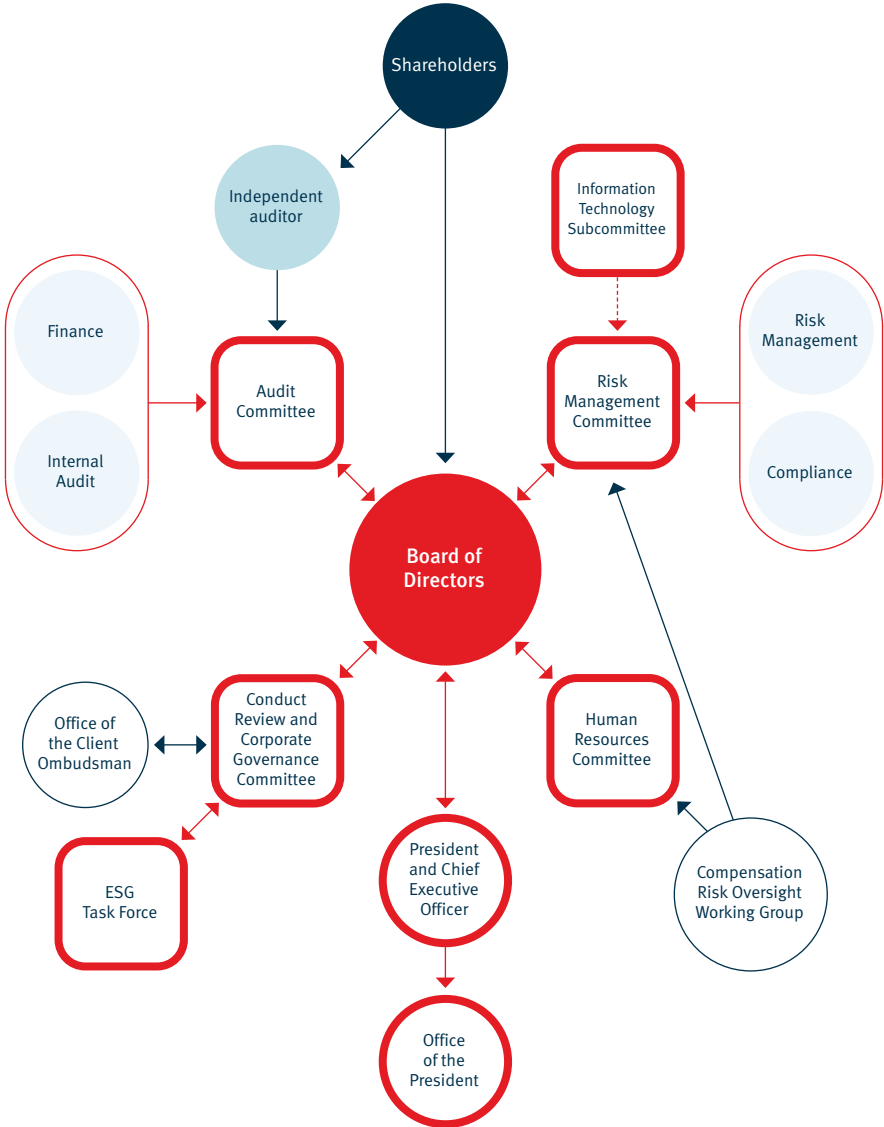 Shareholders
Independent
auditor
Information
Technology
Subcommittee
Finance
Internal
Audit
Audit
Committee
Risk
Management
Committee
Risk
Management
Compliance
Board of
Directors
Office of
the Client
Ombudsman
Conduct
Review and
Corporate
Governance
Committee
Human
Resources
Committee
ESG
Task Force
President
and Chief
Executive
Officer
Compensation
Risk Oversight
Working Group
Office
of the
President